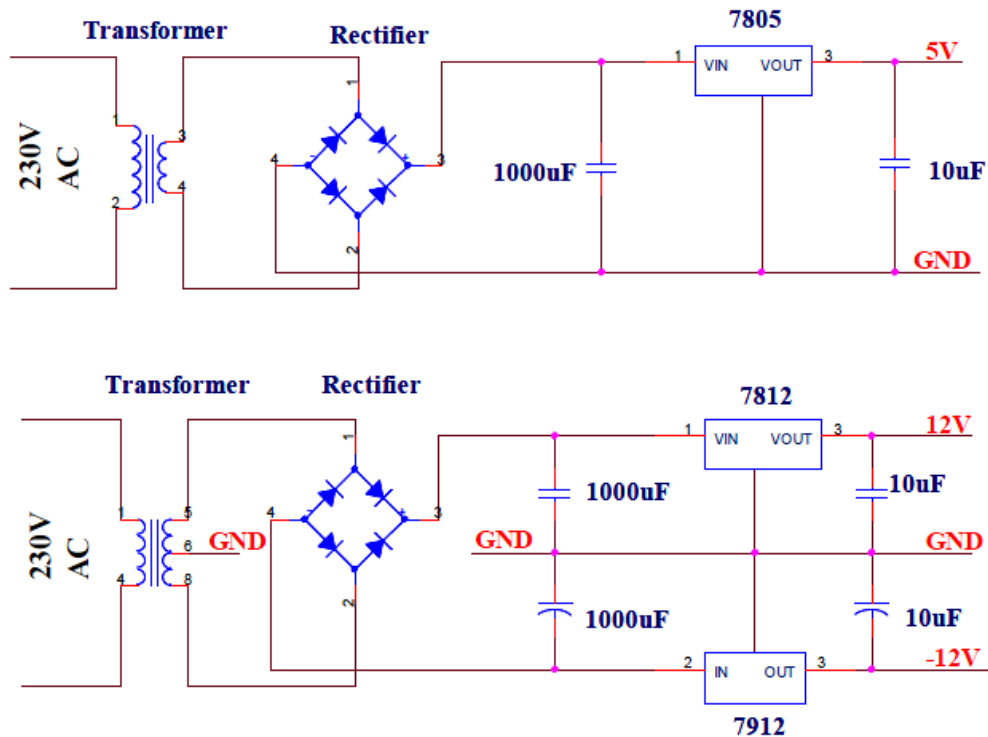 Transformer
Rectifier
7805
230V
AC
1
2
3
4
1
4
3
2
-
+
1000uF
1
VIN
VOUT
3
5V
10uF
GND
Transformer
Rectifier
7812
230V
AC
1
4
5
6
8
GND
1
4
3
2
-
+
1000uF
1
VIN
VOUT
3
12V
10uF
GND
GND
1000uF
10uF
2
IN
OUT
3
-12V
7912